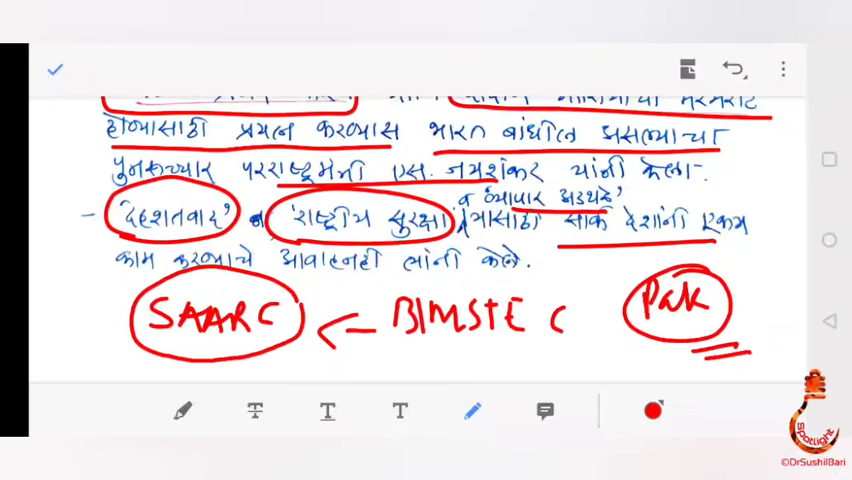 होण्यासाठी प्रयत्न करण्यास भारत बांधील असल्याचा
पुनरुच्चार परराष्ट्रमंत्री एस. जयशंकर यांनी केला.
व व्यापार अडथळे'
- 'दहशतवाद' व 'राष्ट्रीय सुरक्षा' यासाठी सार्क देशांनी एकत्र
काम करण्याचे आवाहनही त्यांनी केले.
SAARC ← BIMSTEC Pak
Spotlight
©DrSushilBari